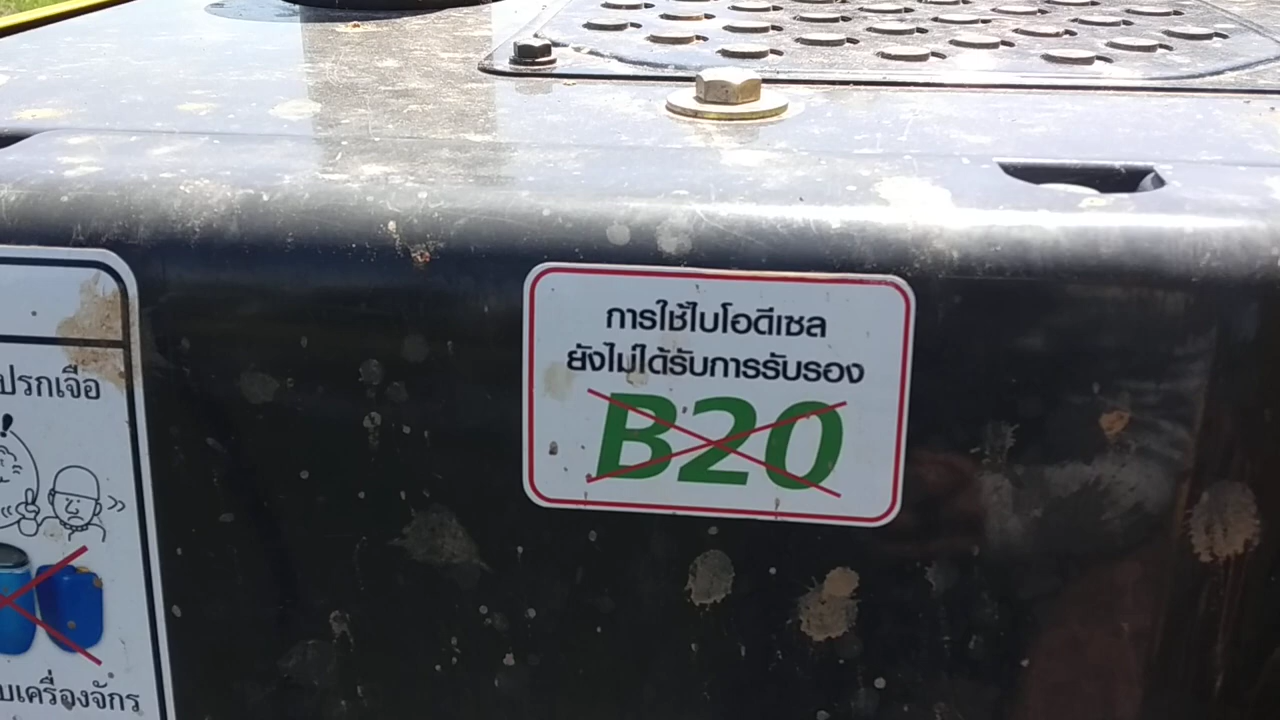 การใช้ไบโอดีเซล
ยังไม่ได้รับการรับรอง
B20
ปรกเจือ
!
เครื่องจักร